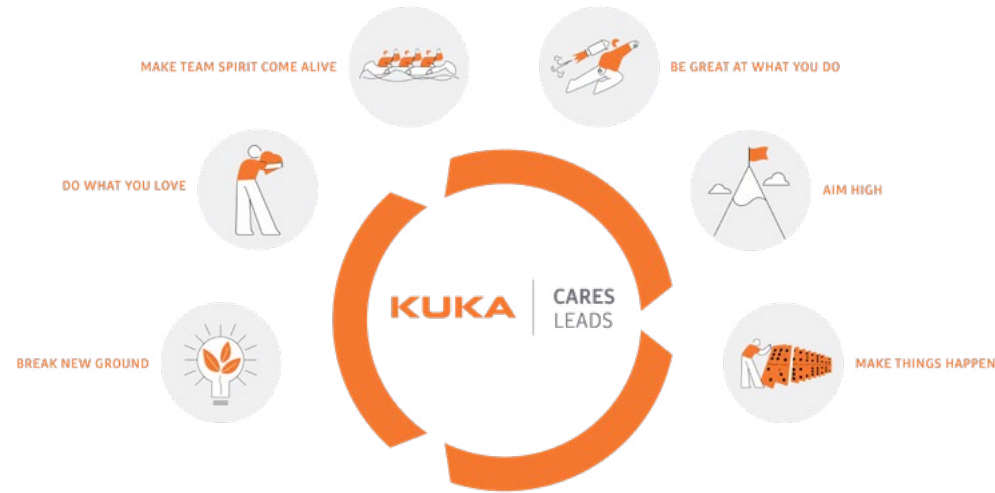 MAKE TEAM SPIRIT COME ALIVE
BE GREAT AT WHAT YOU DO
DO WHAT YOU LOVE
AIM HIGH
KUKA
CARES
LEADS
BREAK NEW GROUND
MAKE THINGS HAPPEN